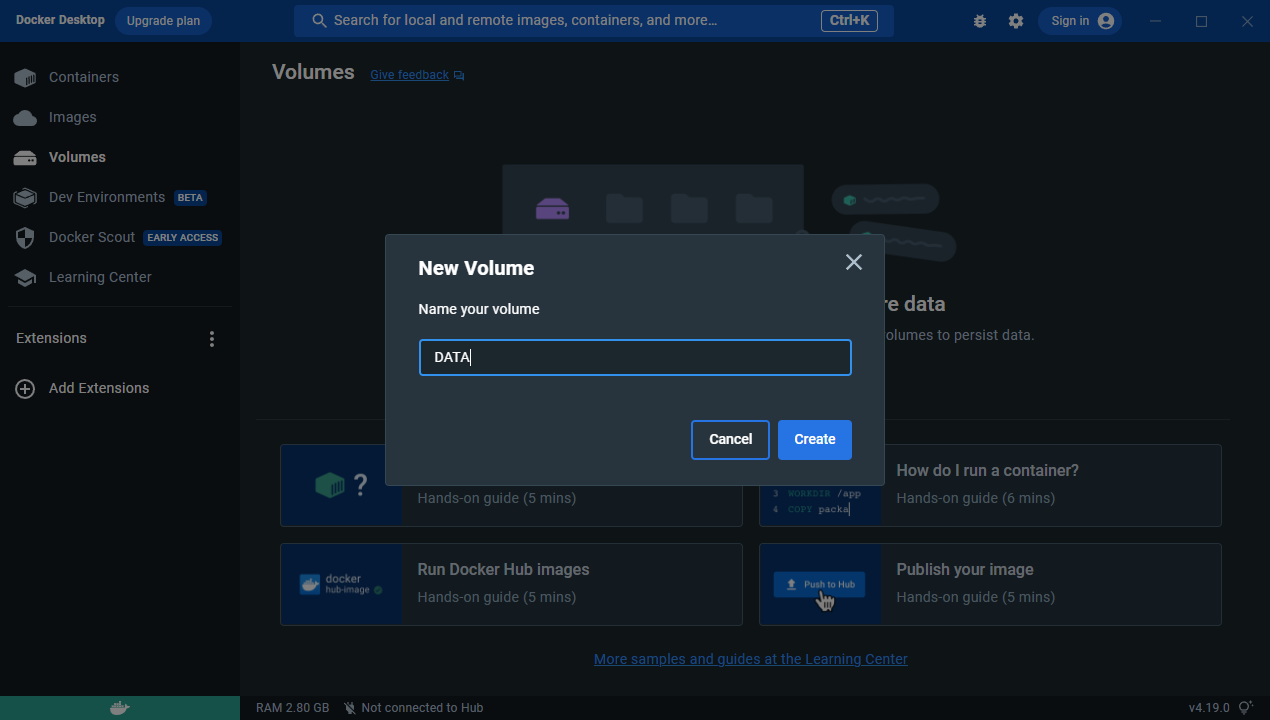 Docker Desktop
Upgrade plan
Search for local and remote images, containers, and more...
Ctrl+K
Sign in
Containers
Images
Volumes
Dev Environments BETA
Docker Scout EARLY ACCESS
Learning Center
Extensions
Add Extensions
Volumes
Give feedback
re data
olumes to persist data.
New Volume
Name your volume
DATA
Cancel
Create
?
Hands-on guide (5 mins)
3 WORKDIR /app
4 COPY packa
How do I run a container?
Hands-on guide (6 mins)
docker
hub-image
Run Docker Hub images
Hands-on guide (5 mins)
Push to Hub
Publish your image
Hands-on guide (5 mins)
More samples and guides at the Learning Center
RAM 2.80 GB
Not connected to Hub
v4.19.0